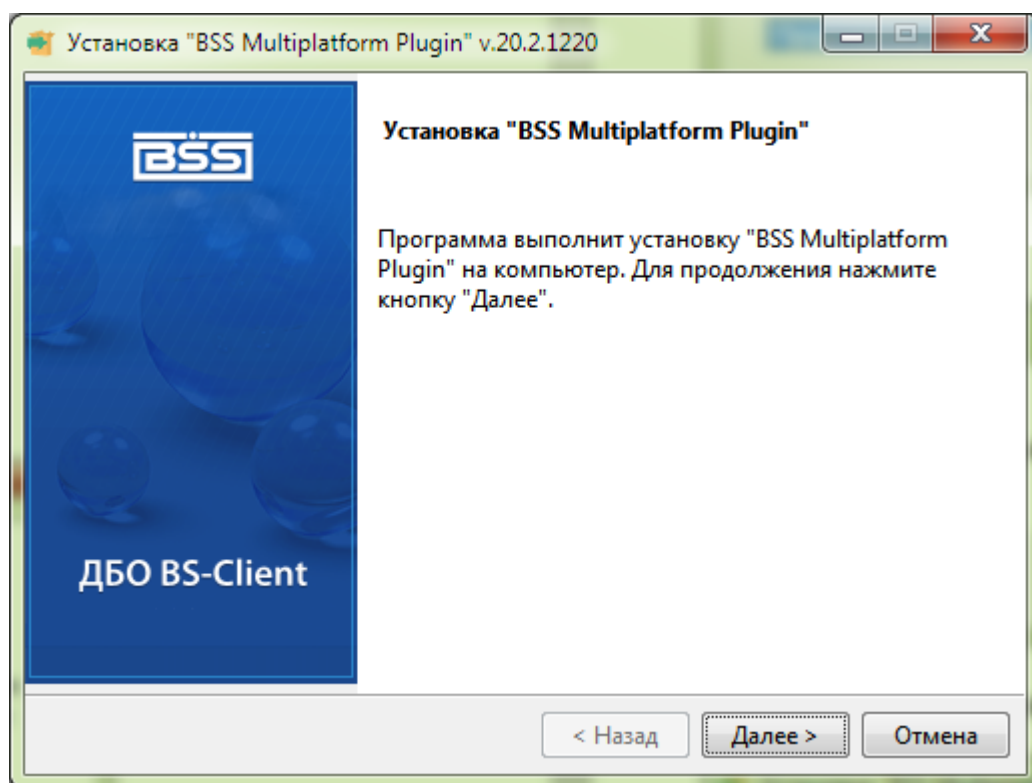 Установка "BSS Multiplatform Plugin" v.20.2.1220
BSS
Установка "BSS Multiplatform Plugin"
Программа выполнит установку "BSS Multiplatform
Plugin" на компьютер. Для продолжения нажмите
кнопку "Далее".
ДБО BS-Client
< Назад
Далее >
Отмена